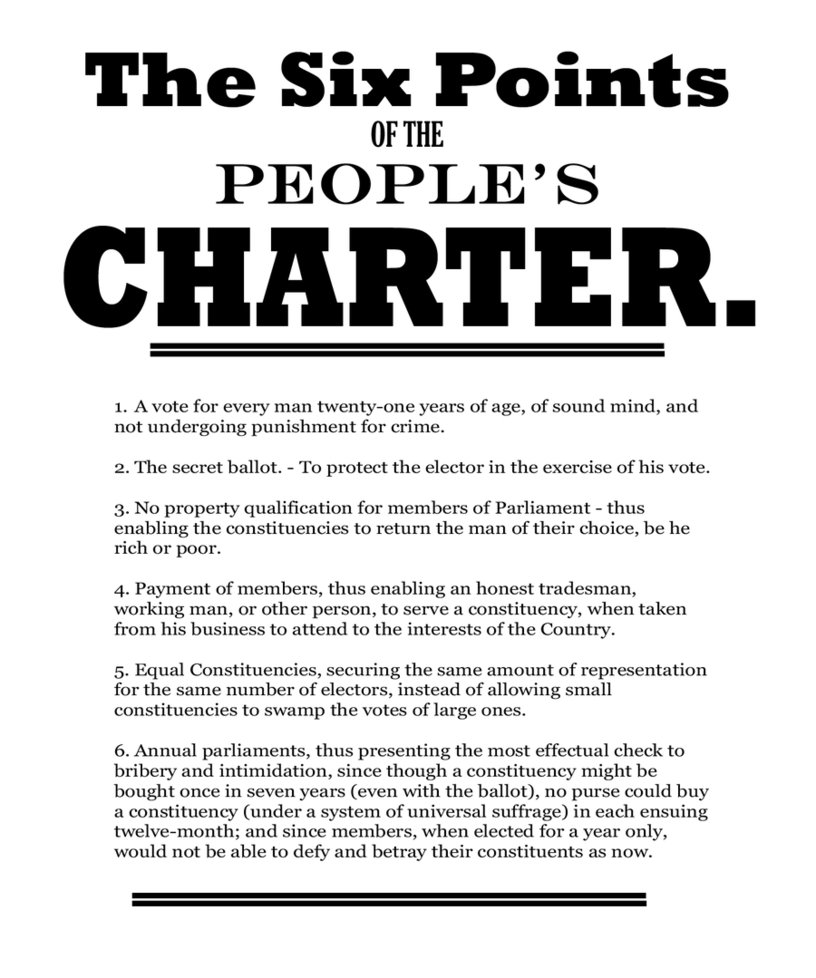 The Six Points
OF THE
PEOPLE'S
CHARTER.
1. A vote for every man twenty-one years of age, of sound mind, and
not undergoing punishment for crime.
2. The secret ballot. - To protect the elector in the exercise of his vote.
3. No property qualification for members of Parliament - thus
enabling the constituencies to return the man of their choice, be he
rich or poor.
4. Payment of members, thus enabling an honest tradesman,
working man, or other person, to serve a constituency, when taken
from his business to attend to the interests of the Country.
5. Equal Constituencies, securing the same amount of representation
for the same number of electors, instead of allowing small
constituencies to swamp the votes of large ones.
6. Annual parliaments, thus presenting the most effectual check to
bribery and intimidation, since though a constituency might be
bought once in seven years (even with the ballot), no purse could buy
a constituency (under a system of universal suffrage) in each ensuing
twelve-month; and since members, when elected for a year only,
would not be able to defy and betray their constituents as now.